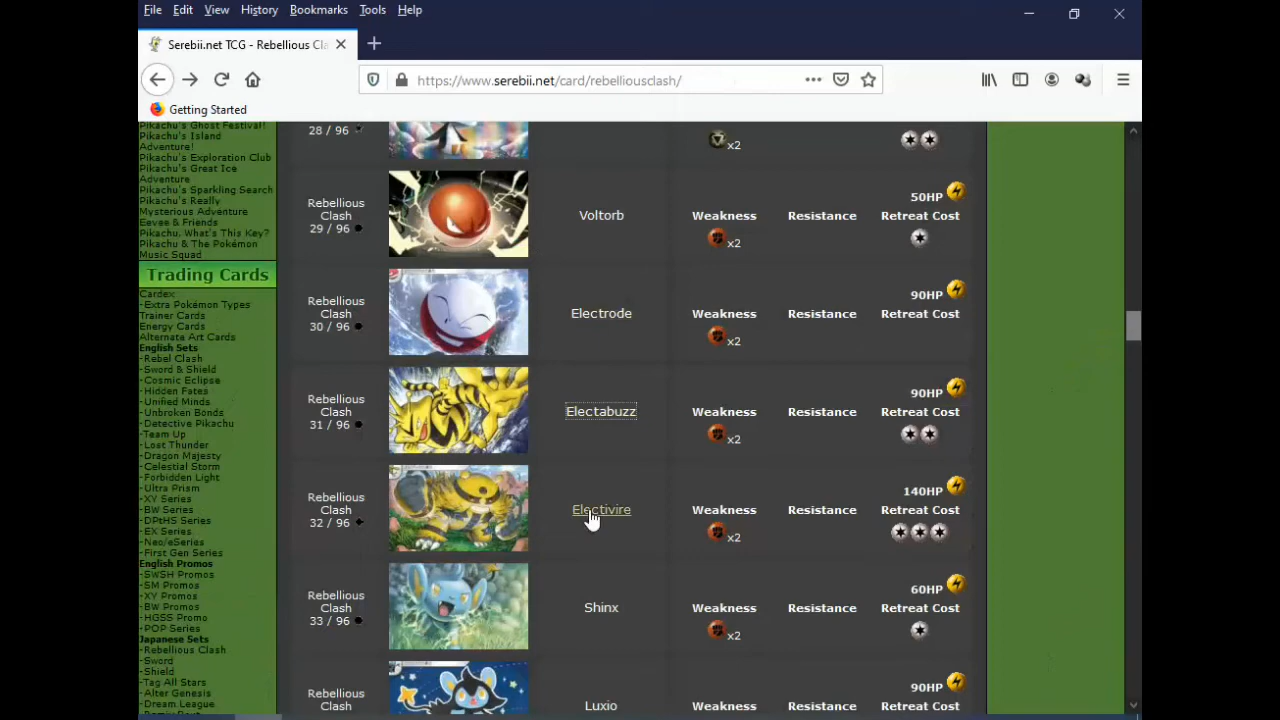 File Edit View History Bookmarks Tools Help
Serebii.net TCG - Rebellious Cla
https://www.serebii.net/card/rebelliousclash/
Getting Started
Pikachu's Ghost Festival!
Pikachu's Island
Adventure!
Pikachu's Exploration Club
Pikachu's Great Ice
Adventure
Pikachu's Sparkling Search
Pikachu's Really
Mysterious Adventure
Eevee & Friends
Pikachu, What's This Key?
Pikachu & The Pokémon
Music Squad
Trading Cards
Cardex
-Extra Pokémon Types
Trainer Cards
Energy Cards
Alternate Art Cards
English Sets
-Rebel Clash
-Sword & Shield
-Cosmic Eclipse
-Hidden Fates
-Unified Minds
-Unbroken Bonds
-Detective Pikachu
-Team Up
-Lost Thunder
-Dragon Majesty
-Celestial Storm
-Forbidden Light
-Ultra Prism
-XY Series
-BW Series
-DPtHS Series
-EX Series
-Neo/eSeries
-First Gen Series
English Promos
-SWSH Promos
-SM Promos
-XY Promos
-BW Promos
-HGSS Promo
-POP Series
Japanese Sets
-Rebellious Clash
-Sword
-Shield
-Tag All Stars
-Alter Genesis
-Dream League
28 / 96
x2
Rebellious
Clash
29 / 96
Voltorb
50HP
Weakness Resistance Retreat Cost
x2
Rebellious
Clash
30 / 96
Electrode
90HP
Weakness Resistance Retreat Cost
x2
Rebellious
Clash
31 / 96
Electabuzz
90HP
Weakness Resistance Retreat Cost
x2
Rebellious
Clash
32 / 96
Electivire
140HP
Weakness Resistance Retreat Cost
x2
Rebellious
Clash
33 / 96
Shinx
60HP
Weakness Resistance Retreat Cost
x2
Rebellious
Clash
Luxio
90HP
Weakness Resistance Retreat Cost